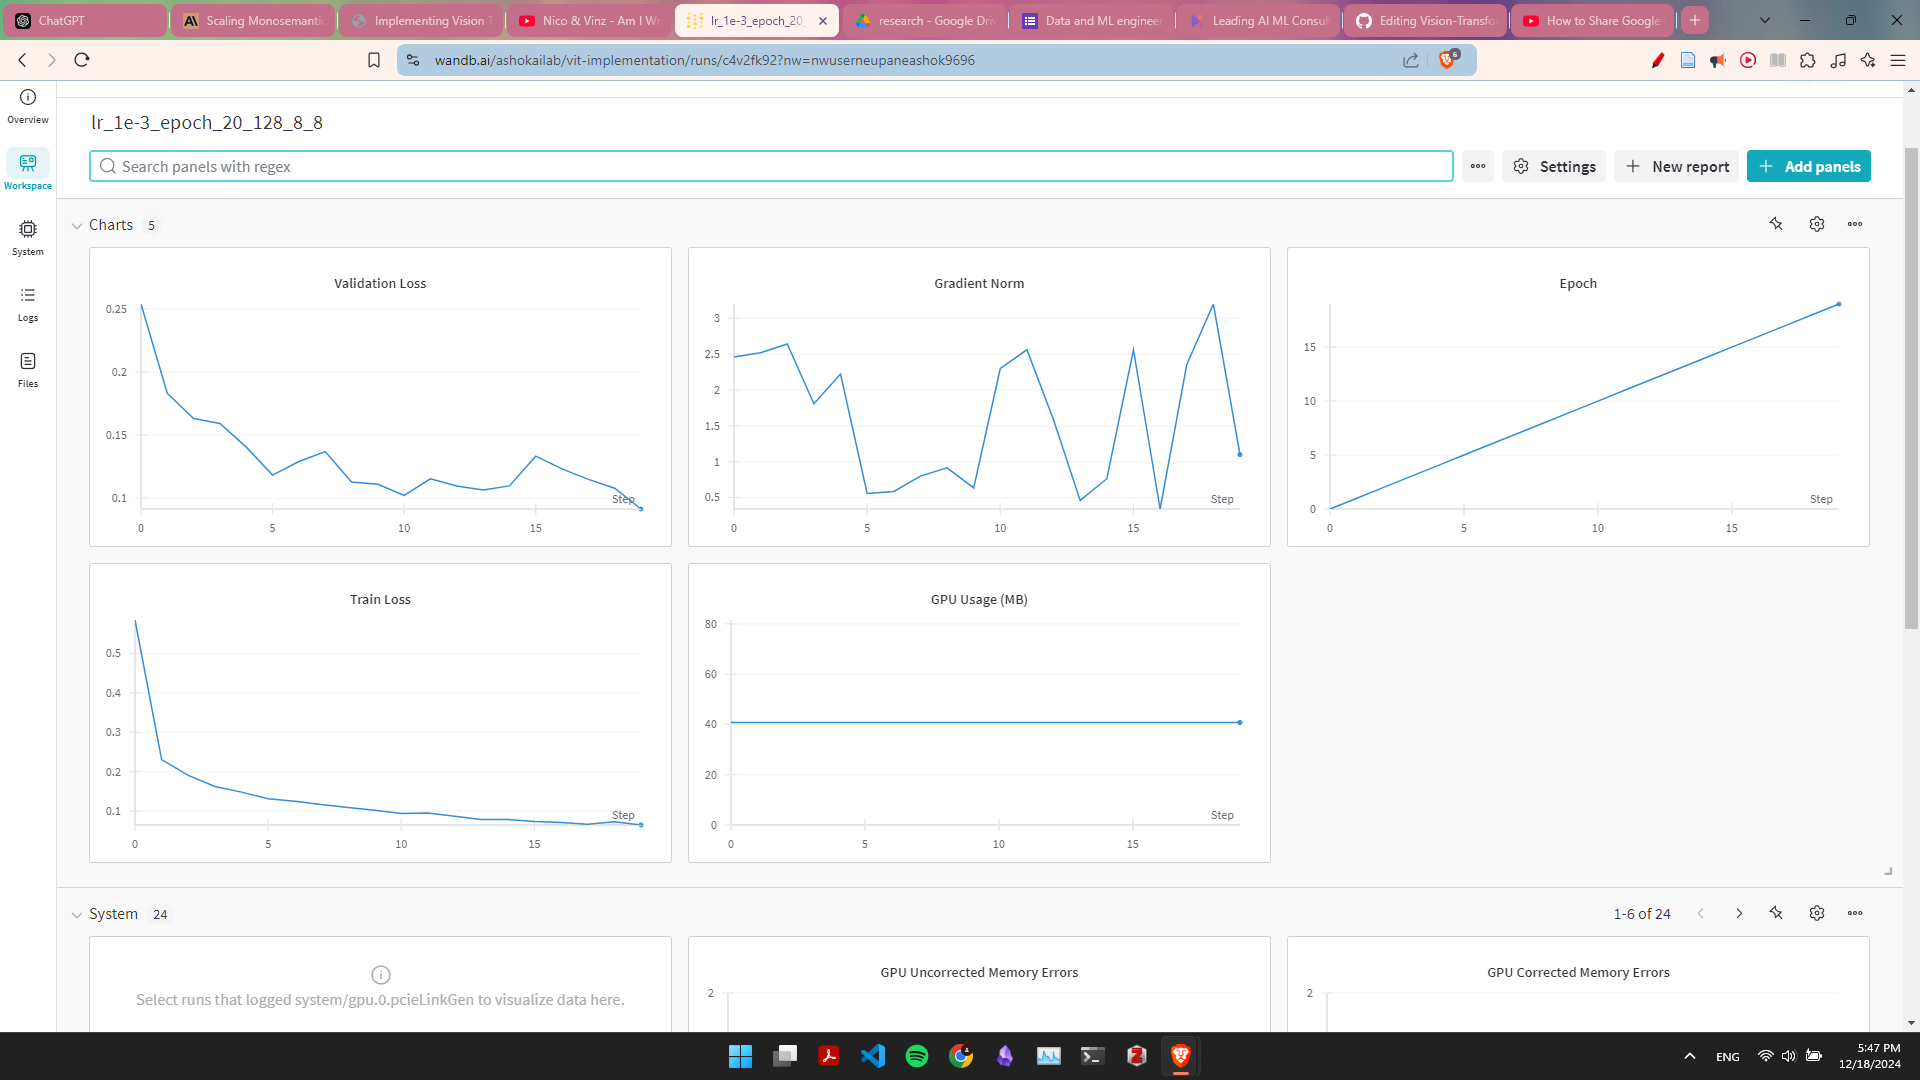 ChatGPT
Scaling Monosemantic
Implementing Vision T
Nico & Vinz - Am I Wr
lr_1e-3_epoch_20_
research - Google Driv
Data and ML enginee
Leading AI ML Consul
Editing Vision-Transfo
How to Share Google
wandb.ai/ashokailab/vit-implementation/runs/c4v2fk92?nw=nwuserneupaneashok9696
6
Overview
Workspace
System
Logs
Files
lr_1e-3_epoch_20_128_8_8
Search panels with regex
Settings
New report
Add panels
Charts 5
Validation Loss
0.25
0.2
0.15
0.1
Step
0 5 10 15
Gradient Norm
3
2.5
2
1.5
1
0.5
Step
0 5 10 15
Epoch
15
10
5
0
Step
0 5 10 15
Train Loss
0.5
0.4
0.3
0.2
0.1
Step
0 5 10 15
GPU Usage (MB)
80
60
40
20
0
Step
0 5 10 15
System 24
1-6 of 24
Select runs that logged system/gpu.0.pcieLinkGen to visualize data here.
GPU Uncorrected Memory Errors
2
GPU Corrected Memory Errors
2
ENG
5:47 PM
12/18/2024